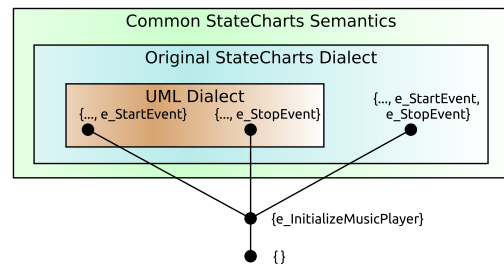 Common StateCharts Semantics
Original StateCharts Dialect
UML Dialect
{..., e_StartEvent}
{..., e_StopEvent}
{..., e_StartEvent,
e_StopEvent}
{e_InitializeMusicPlayer}
{ }